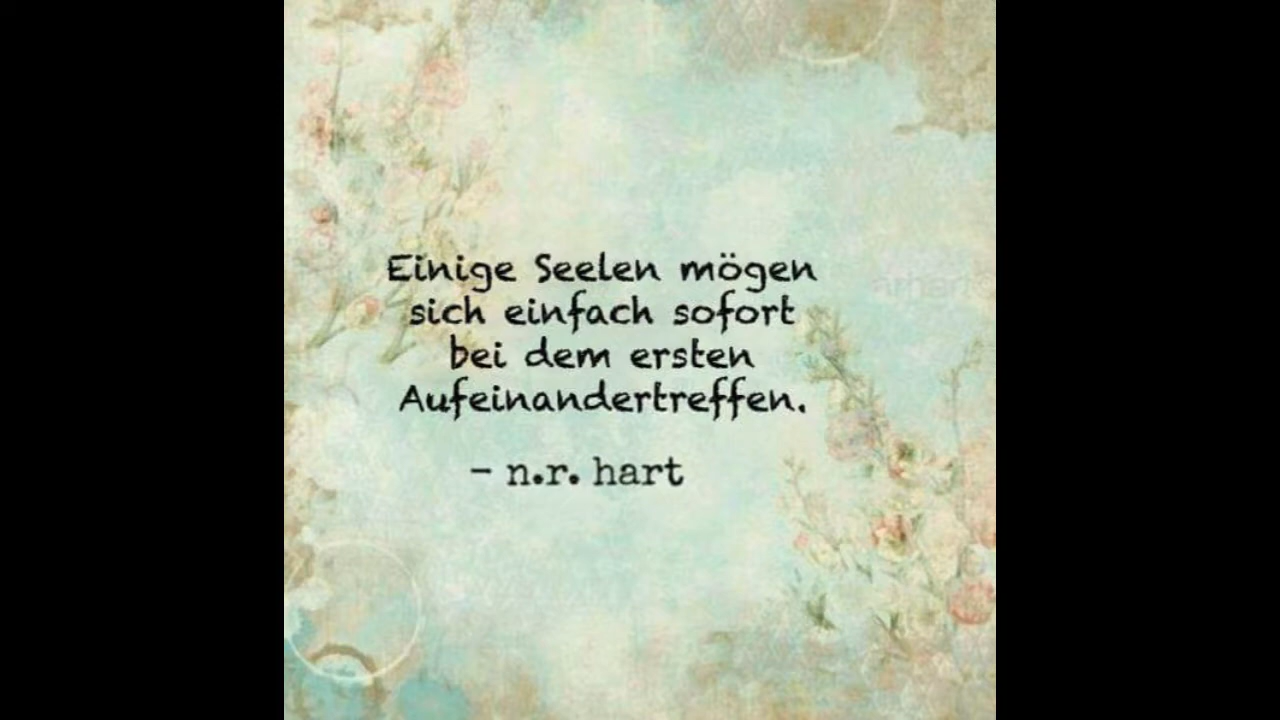 Einige Seelen mögen
sich einfach sofort
bei dem ersten
Aufeinandertreffen.
- n.r. hart